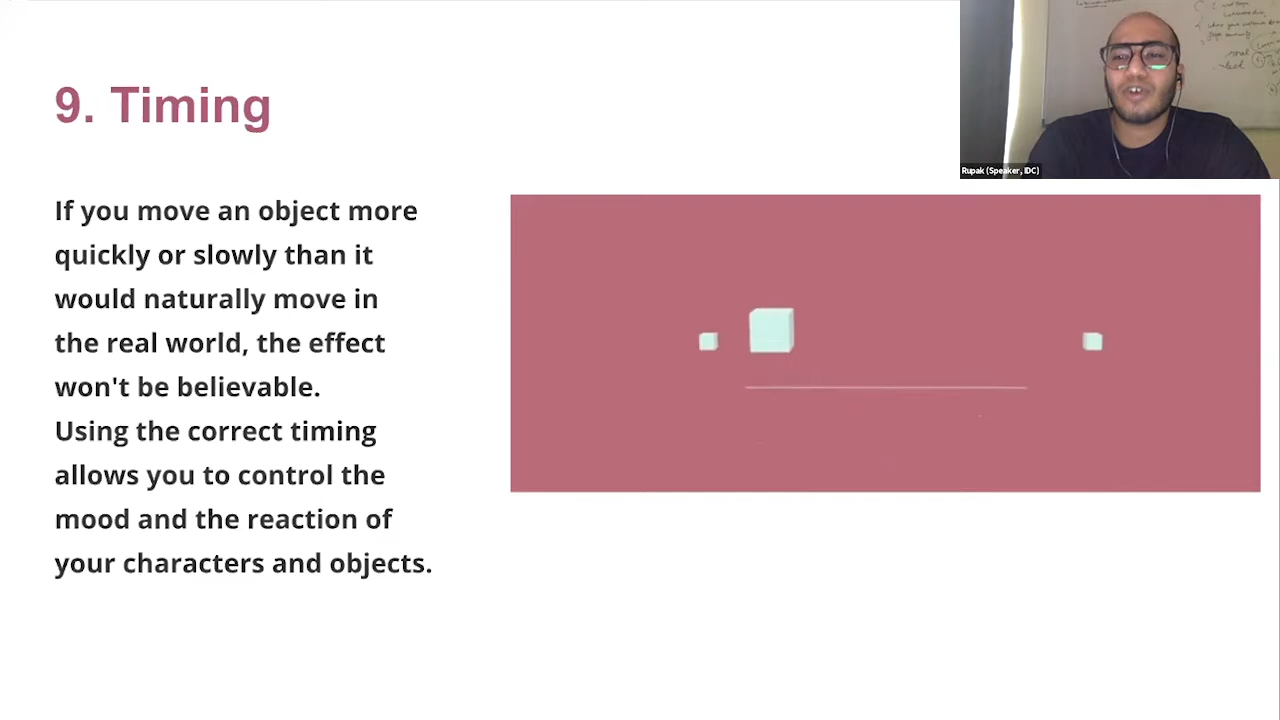 9. Timing
If you move an object more
quickly or slowly than it
would naturally move in
the real world, the effect
won't be believable.
Using the correct timing
allows you to control the
mood and the reaction of
your characters and objects.
Rupak (Speaker, IDC)